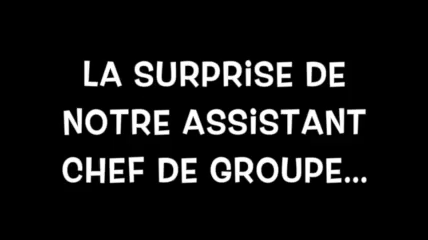 LA SURPRISE DE
NOTRE ASSISTANT
CHEF DE GROUPE...